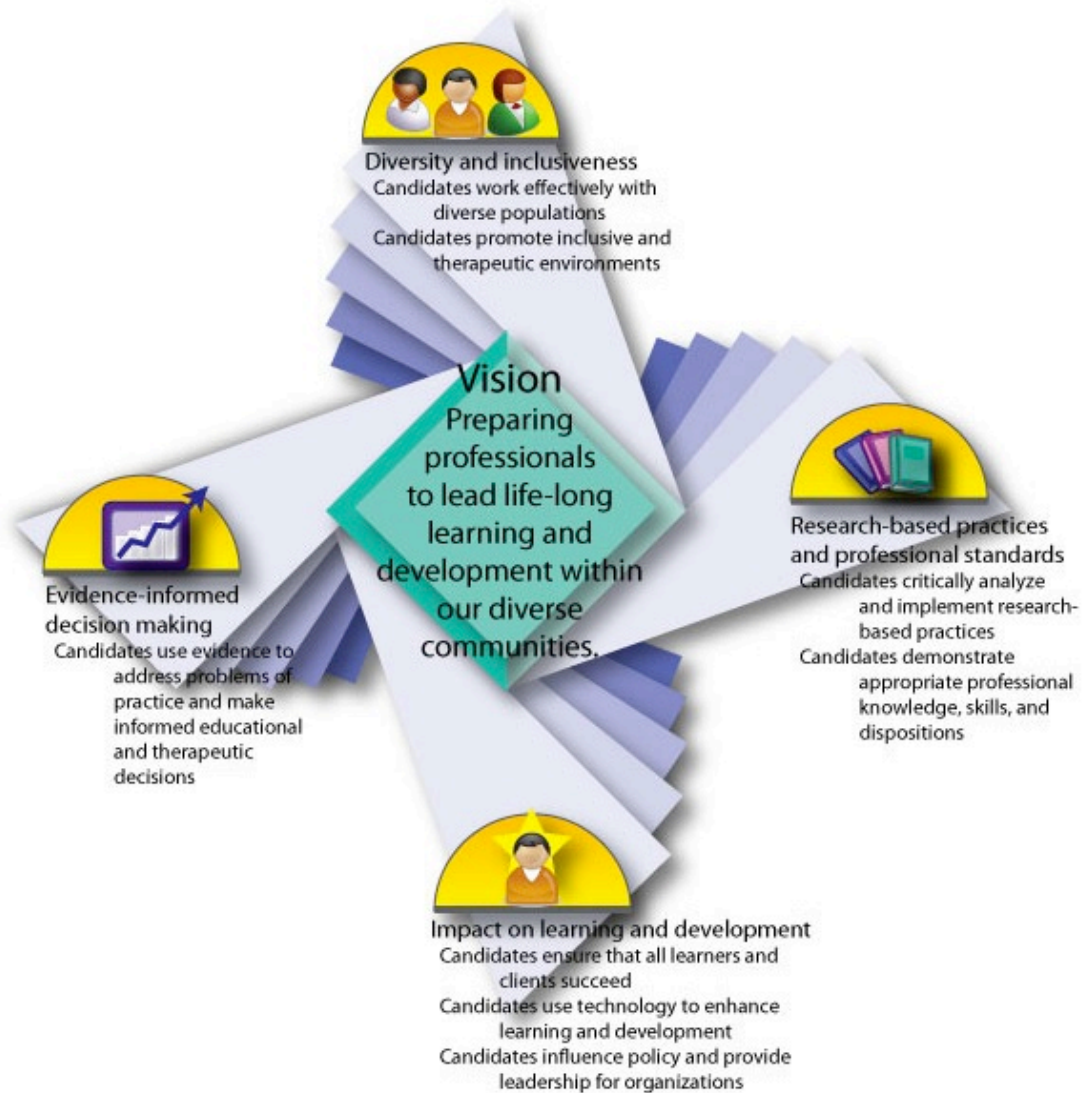 Diversity and inclusiveness
Candidates work effectively with
diverse populations
Candidates promote inclusive and
therapeutic environments
Vision
Preparing
professionals
to lead life-long
learning and
development within
our diverse
communities.
Research-based practices
and professional standards
Candidates critically analyze
and implement research-
based practices
Candidates demonstrate
appropriate professional
knowledge, skills, and
dispositions
Evidence-informed
decision making
Candidates use evidence to
address problems of
practice and make
informed educational
and therapeutic
decisions
Impact on learning and development
Candidates ensure that all learners and
clients succeed
Candidates use technology to enhance
learning and development
Candidates influence policy and provide
leadership for organizations